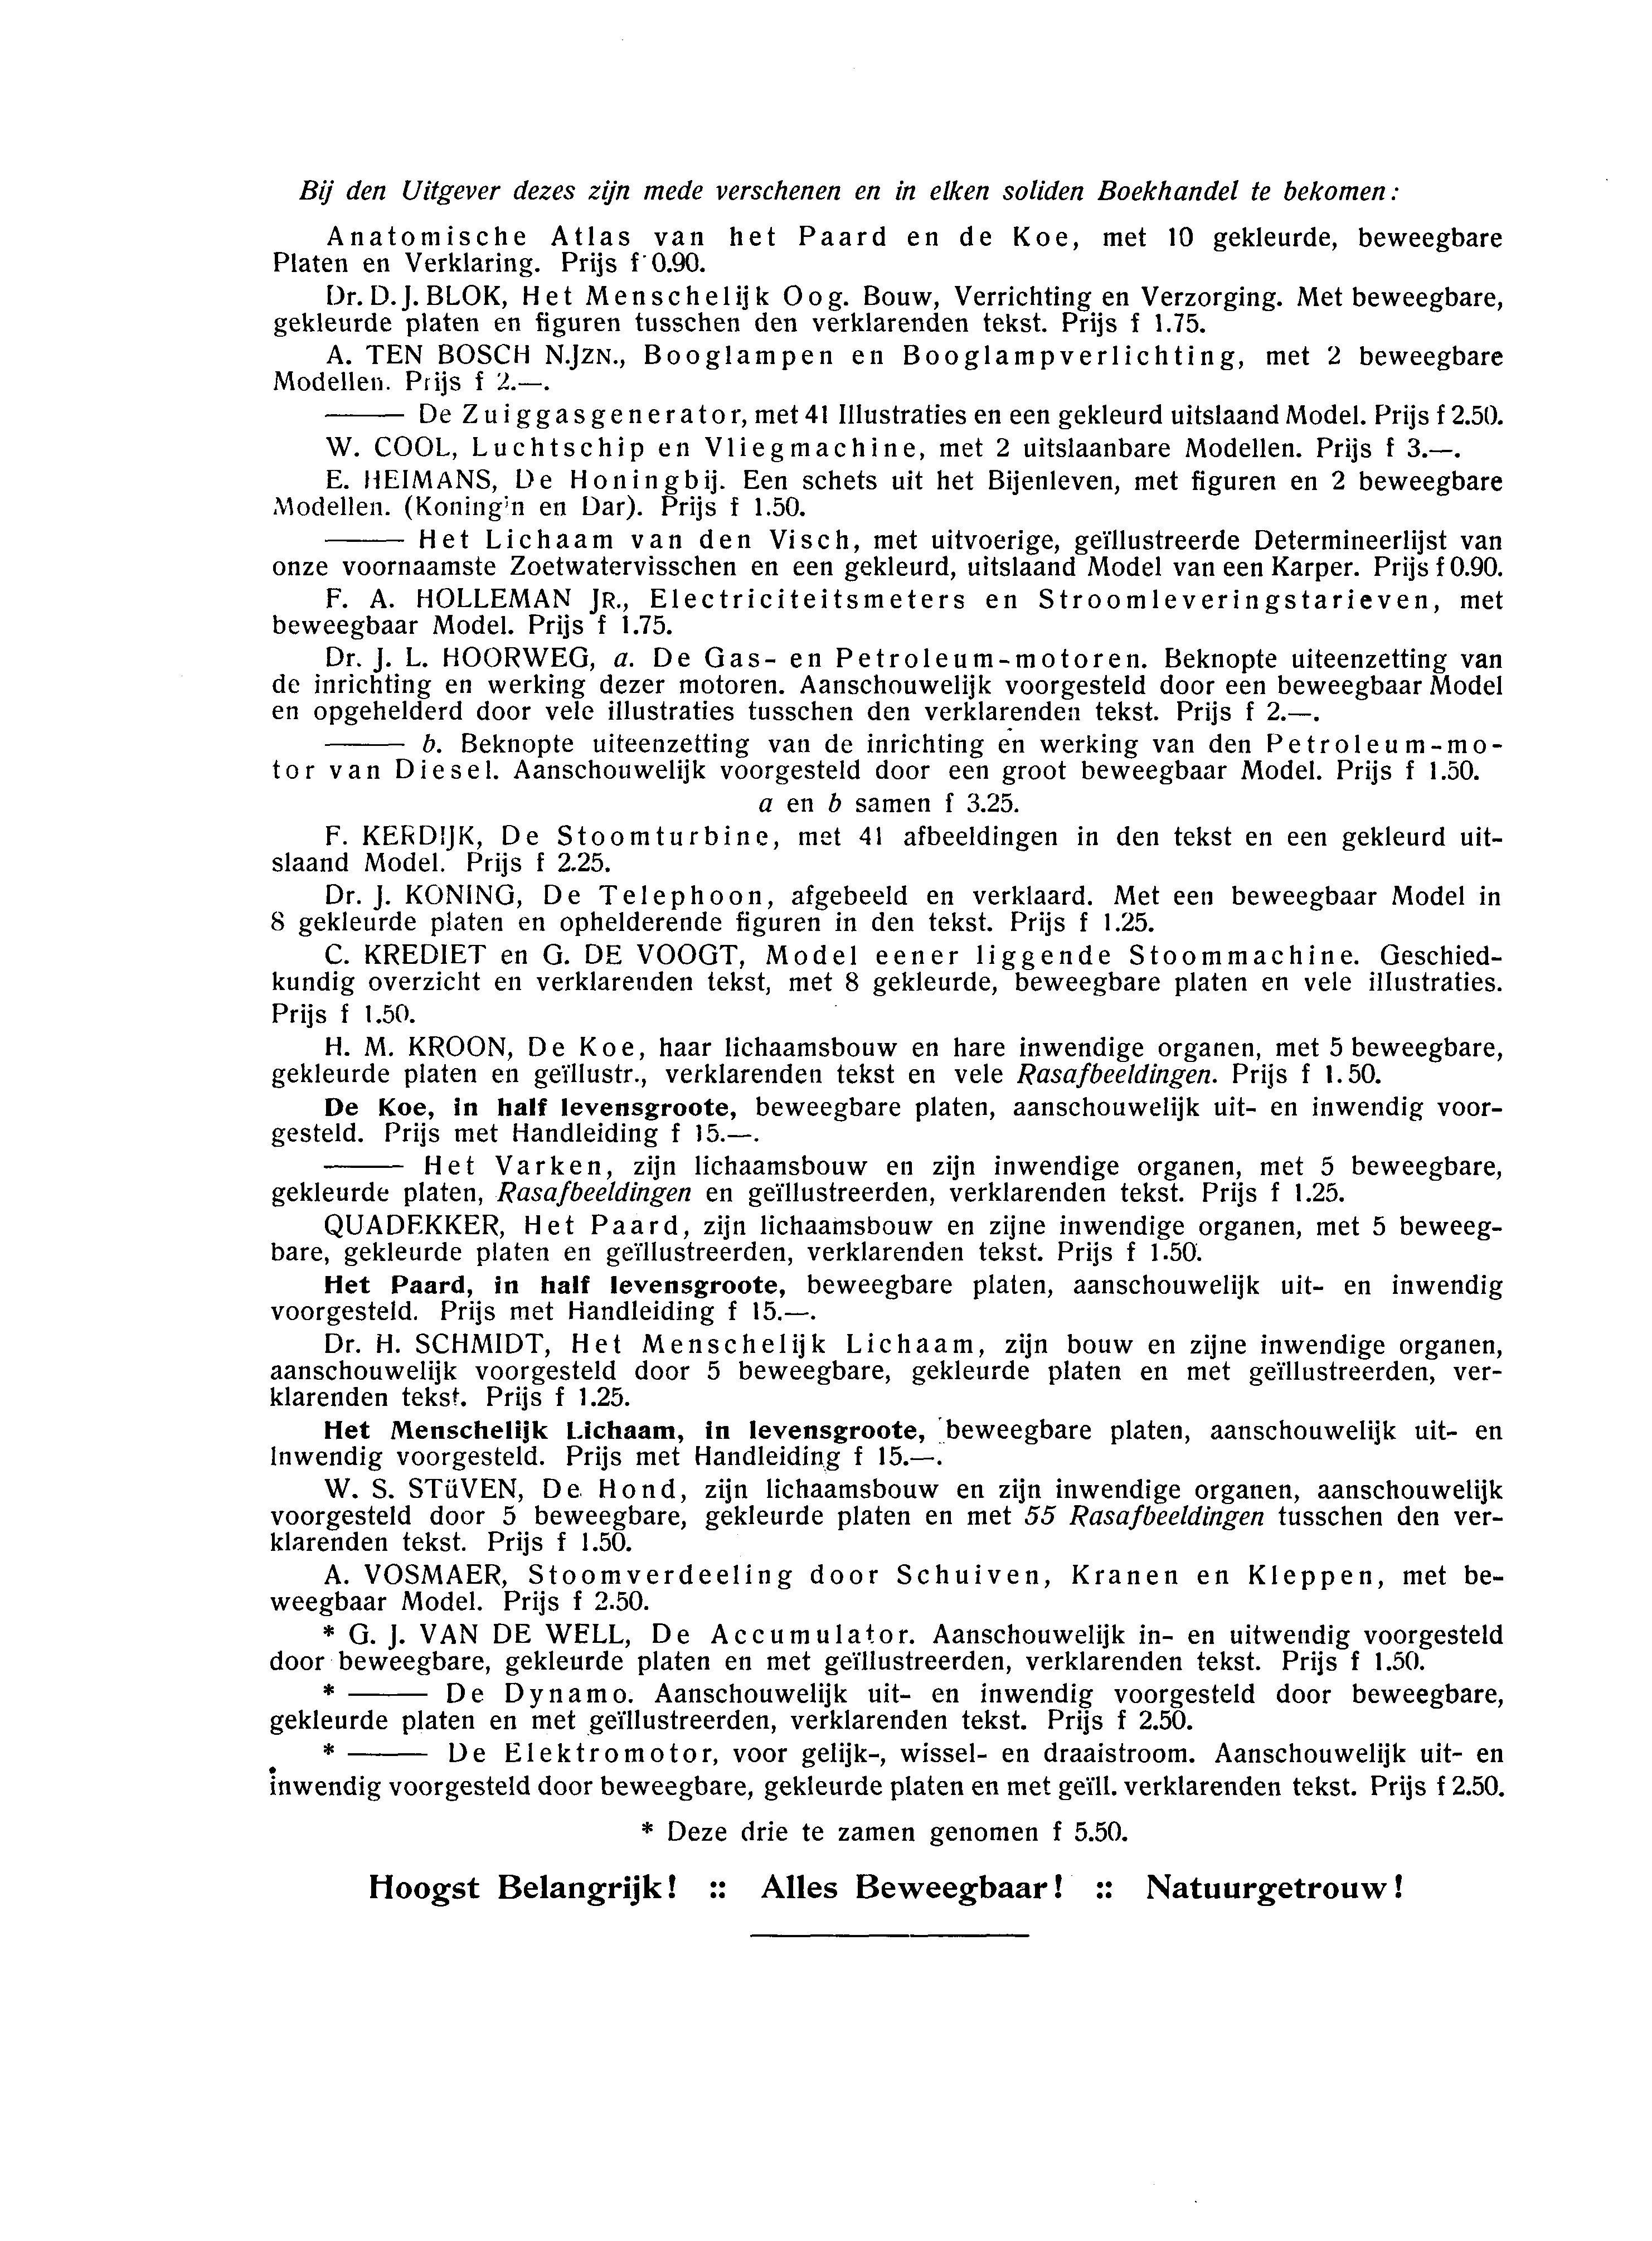 Bij den Uitgever dezes zijn mede verschenen en in elken soliden Boekhandel te bekomen:
Anatomische Atlas van het Paard en de Koe, met 10 gekleurde, beweegbare
Platen en Verklaring. Prijs f 0.90.
Dr. D. J. BLOK, Het Menschelijk Oog. Bouw, Verrichting en Verzorging. Met beweegbare,
gekleurde platen en figuren tusschen den verklarenden tekst. Prijs f 1.75.
A. TEN BOSCH N.JZN., Booglampen en Booglampverlichting, met 2 beweegbare
Modellen. Prijs f 2.—.
—— De Zuiggasgenerator, met 41 Illustraties en een gekleurd uitslaand Model. Prijs f 2.50.
W. COOL, Luchtschip en Vliegmachine, met 2 uitslaanbare Modellen. Prijs f 3.—.
E. HEIMANS, De Honingbij. Een schets uit het Bijenleven, met figuren en 2 beweegbare
Modellen. (Koningin en Dar). Prijs f 1.50.
—— Het Lichaam van den Visch, met uitvoerige, geïllustreerde Determineerlijst van
onze voornaamste Zoetwatervisschen en een gekleurd, uitslaand Model van een Karper. Prijs f 0.90.
F. A. HOLLEMAN JR., Electriciteitsmeters en Stroomleveringstarieven, met
beweegbaar Model. Prijs f 1.75.
Dr. J. L. HOORWEG, a. De Gas- en Petroleum-motoren. Beknopte uiteenzetting van
de inrichting en werking dezer motoren. Aanschouwelijk voorgesteld door een beweegbaar Model
en opgehelderd door vele illustraties tusschen den verklarenden tekst. Prijs f 2.—.
—— b. Beknopte uiteenzetting van de inrichting en werking van den Petroleum-mo-
tor van Diesel. Aanschouwelijk voorgesteld door een groot beweegbaar Model. Prijs f 1.50.
a en b samen f 3.25.
F. KERDIJK, De Stoomturbine, met 41 afbeeldingen in den tekst en een gekleurd uit-
slaand Model. Prijs f 2.25.
Dr. J. KONING, De Telephoon, afgebeeld en verklaard. Met een beweegbaar Model in
8 gekleurde platen en ophelderende figuren in den tekst. Prijs f 1.25.
C. KREDIET en G. DE VOOGT, Model eener liggende Stoommachine. Geschied-
kundig overzicht en verklarenden tekst, met 8 gekleurde, beweegbare platen en vele illustraties.
Prijs f 1.50.
H. M. KROON, De Koe, haar lichaamsbouw en hare inwendige organen, met 5 beweegbare,
gekleurde platen en geïllustr., verklarenden tekst en vele Rasafbeeldingen. Prijs f 1.50.
De Koe, in half levensgroote, beweegbare platen, aanschouwelijk uit- en inwendig voor-
gesteld. Prijs met Handleiding f 15.—.
—— Het Varken, zijn lichaamsbouw en zijn inwendige organen, met 5 beweegbare,
gekleurde platen, Rasafbeeldingen en geïllustreerden, verklarenden tekst. Prijs f 1.25.
QUADEKKER, Het Paard, zijn lichaamsbouw en zijne inwendige organen, met 5 beweeg-
bare, gekleurde platen en geïllustreerden, verklarenden tekst. Prijs f 1.50.
Het Paard, in half levensgroote, beweegbare platen, aanschouwelijk uit- en inwendig
voorgesteld. Prijs met Handleiding f 15.—.
Dr. H. SCHMIDT, Het Menschelijk Lichaam, zijn bouw en zijne inwendige organen,
aanschouwelijk voorgesteld door 5 beweegbare, gekleurde platen en met geïllustreerden, ver-
klarenden tekst. Prijs f 1.25.
Het Menschelijk Lichaam, in levensgroote, beweegbare platen, aanschouwelijk uit- en
Inwendig voorgesteld. Prijs met Handleiding f 15.—.
W. S. STüVEN, De Hond, zijn lichaamsbouw en zijn inwendige organen, aanschouwelijk
voorgesteld door 5 beweegbare, gekleurde platen en met 55 Rasafbeeldingen tusschen den ver-
klarenden tekst. Prijs f 1.50.
A. VOSMAER, Stoomverdeeling door Schuiven, Kranen en Kleppen, met be-
weegbaar Model. Prijs f 2.50.
* G. J. VAN DE WELL, De Accumulator. Aanschouwelijk in- en uitwendig voorgesteld
door beweegbare, gekleurde platen en met geïllustreerden, verklarenden tekst. Prijs f 1.50.
* —— De Dynamo. Aanschouwelijk uit- en inwendig voorgesteld door beweegbare,
gekleurde platen en met geïllustreerden, verklarenden tekst. Prijs f 2.50.
* —— De Elektromotor, voor gelijk-, wissel- en draaistroom. Aanschouwelijk uit- en
inwendig voorgesteld door beweegbare, gekleurde platen en met geïll. verklarenden tekst. Prijs f 2.50.
* Deze drie te zamen genomen f 5.50.
Hoogst Belangrijk! :: Alles Beweegbaar! :: Natuurgetrouw!